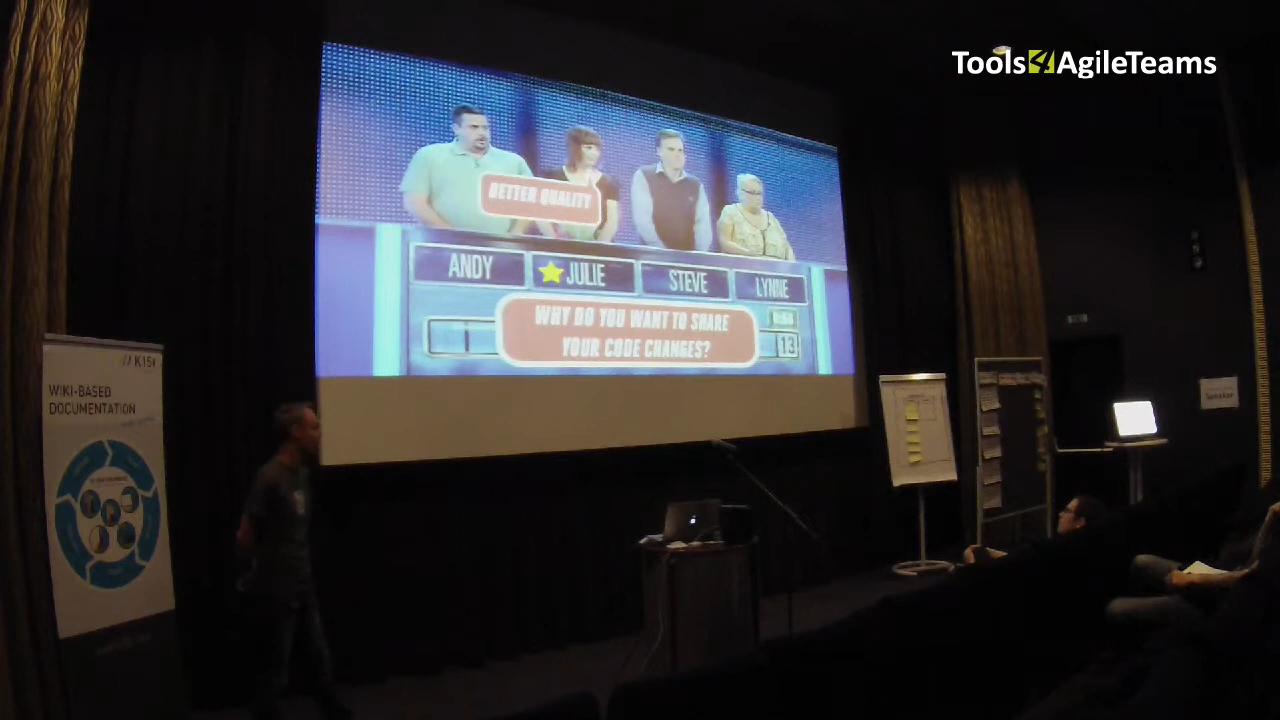 Tools4AgileTeams
BETTER QUALITY
ANDY
JULIE
STEVE
LYNNE
WHY DO YOU WANT TO SHARE
YOUR CODE CHANGES?
13
// K15t
WIKI-BASED
DOCUMENTATION